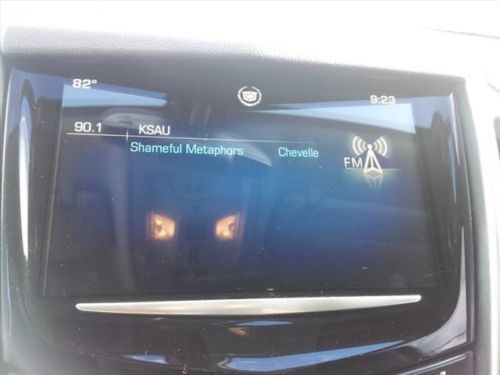 82°
9:23
90.1 KSAU
Shameful Metaphors Chevelle
FM